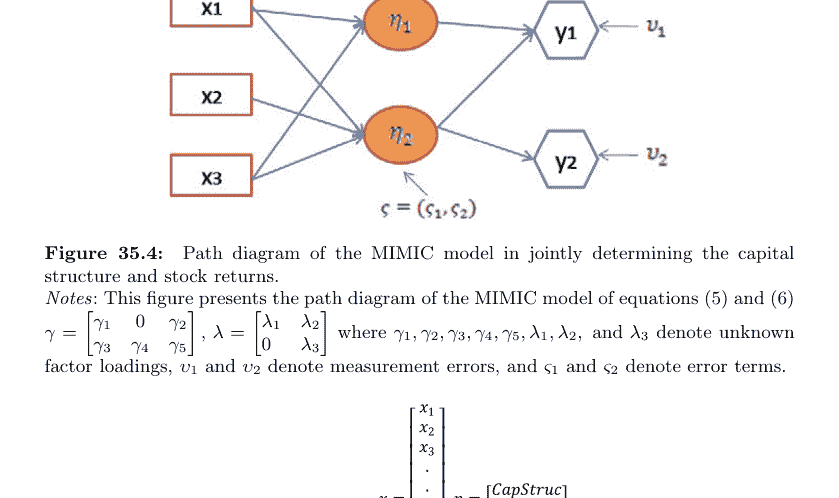 X1
η1
y1
υ1
X2
η2
X3
y2
υ2
ς = (ς1, ς2)
Figure 35.4: Path diagram of the MIMIC model in jointly determining the capital
structure and stock returns.
Notes: This figure presents the path diagram of the MIMIC model of equations (5) and (6)
γ = [γ1 0 γ2
γ3 γ4 γ5], λ = [λ1 λ2
0 λ3] where γ1, γ2, γ3, γ4, γ5, λ1, λ2, and λ3 denote unknown
factor loadings, υ1 and υ2 denote measurement errors, and ς1 and ς2 denote error terms.
x1
x2
x3
.
.
[CapStruc]